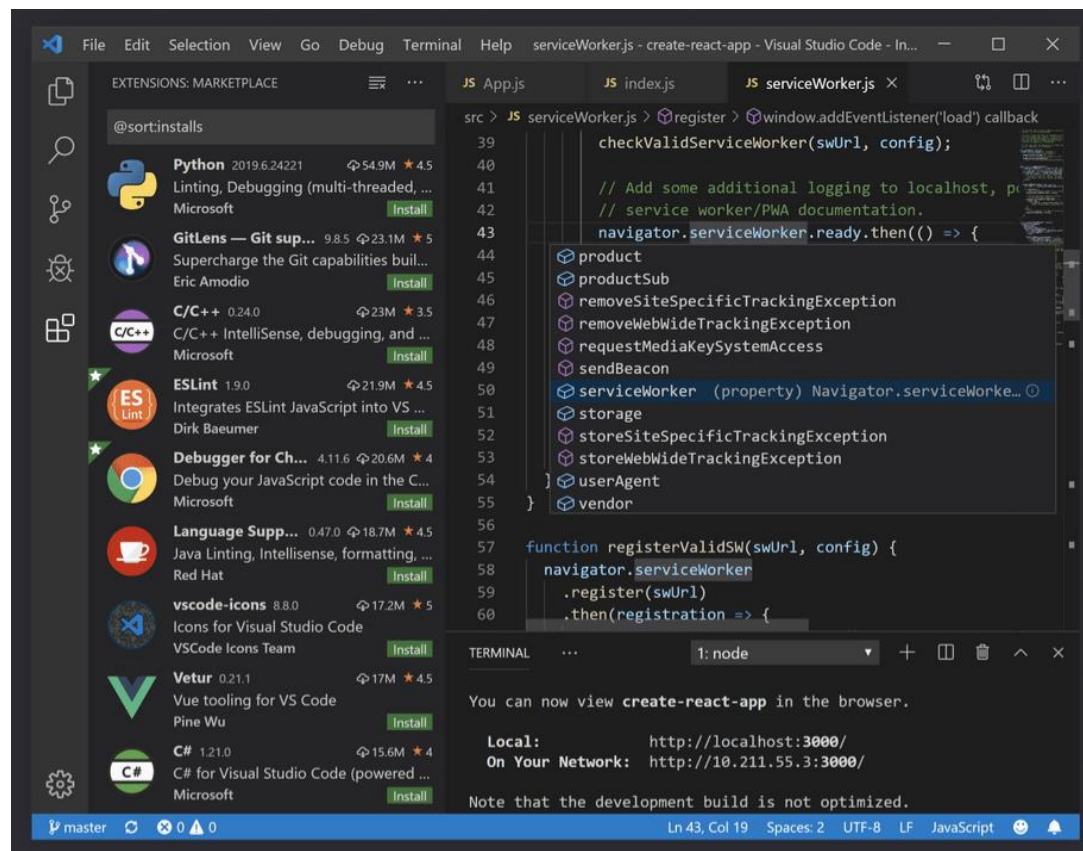 File Edit Selection View Go Debug Terminal Help serviceWorker.js - create-react-app - Visual Studio Code - In...
EXTENSIONS: MARKETPLACE
@sort:installs
Python 2019.6.24221 54.9M ★ 4.5
Linting, Debugging (multi-threaded, ...
Microsoft Install
GitLens — Git sup... 9.8.5 23.1M ★ 5
Supercharge the Git capabilities buil...
Eric Amodio Install
C/C++
C/C++ 0.24.0 23M ★ 3.5
C/C++ IntelliSense, debugging, and ...
Microsoft Install
ES Lint
ESLint 1.9.0 21.9M ★ 4.5
Integrates ESLint JavaScript into VS ...
Dirk Baeumer Install
Debugger for Ch... 4.11.6 20.6M ★ 4
Debug your JavaScript code in the C...
Microsoft Install
Language Supp... 0.47.0 18.7M ★ 4.5
Java Linting, Intellisense, formatting, ...
Red Hat Install
vscode-icons 8.8.0 17.2M ★ 5
Icons for Visual Studio Code
VSCode Icons Team Install
Vetur 0.21.1 17M ★ 4.5
Vue tooling for VS Code
Pine Wu Install
C#
C# 1.21.0 15.6M ★ 4
C# for Visual Studio Code (powered ...
Microsoft Install
JS App.js JS index.js JS serviceWorker.js ×
src > JS serviceWorker.js > register > window.addEventListener('load') callback
39 checkValidServiceWorker(swUrl, config);
40
41 // Add some additional logging to localhost, p
42 // service worker/PWA documentation.
43 navigator.serviceWorker.ready.then(() => {
44 product
45 productSub
46 removeSiteSpecificTrackingException
47 removeWebWideTrackingException
48 requestMediaKeySystemAccess
49 sendBeacon
50 serviceWorker (property) Navigator.serviceWorke...
51 storage
52 storeSiteSpecificTrackingException
53 storeWebWideTrackingException
54 } userAgent
55 } vendor
56
57 function registerValidSW(swUrl, config) {
58 navigator.serviceWorker
59 .register(swUrl)
60 .then(registration => {
TERMINAL ... 1: node
You can now view create-react-app in the browser.
Local: http://localhost:3000/
On Your Network: http://10.211.55.3:3000/
Note that the development build is not optimized.
master 0 0 Ln 43, Col 19 Spaces: 2 UTF-8 LF JavaScript